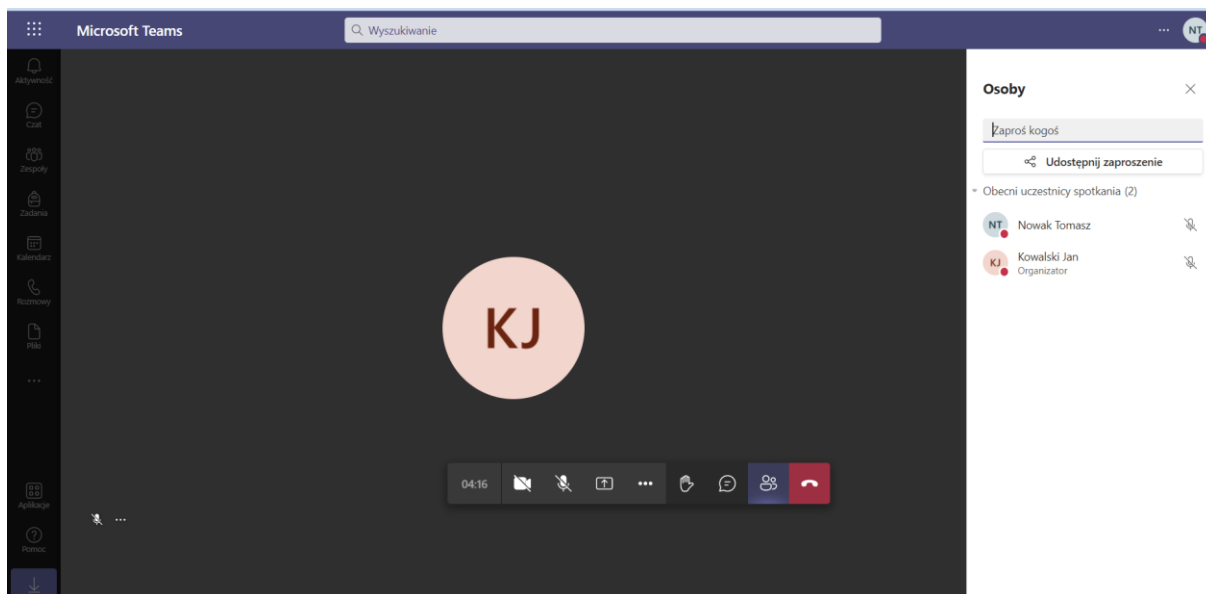 Microsoft Teams
Wyszukiwanie
NT
Aktywność
Czat
Zespoły
Zadania
Kalendarz
Rozmowy
Pliki
Aplikacje
Pomoc
KJ
04:16
Osoby
Zaproś kogoś
Udostępnij zaproszenie
Obecni uczestnicy spotkania (2)
NT Nowak Tomasz
KJ Kowalski Jan
Organizator